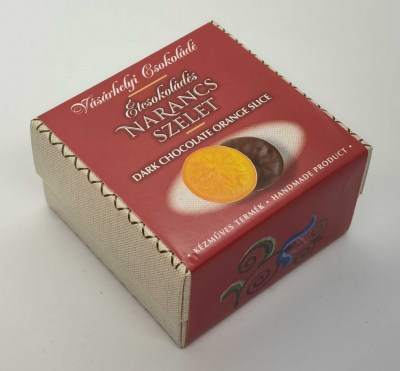 Vásárhelyi Csokoládé
Étcsokoládés
NARANCS
SZELET
DARK CHOCOLATE ORANGE SLICE
• KÉZMŰVES TERMÉK • HANDMADE PRODUCT •